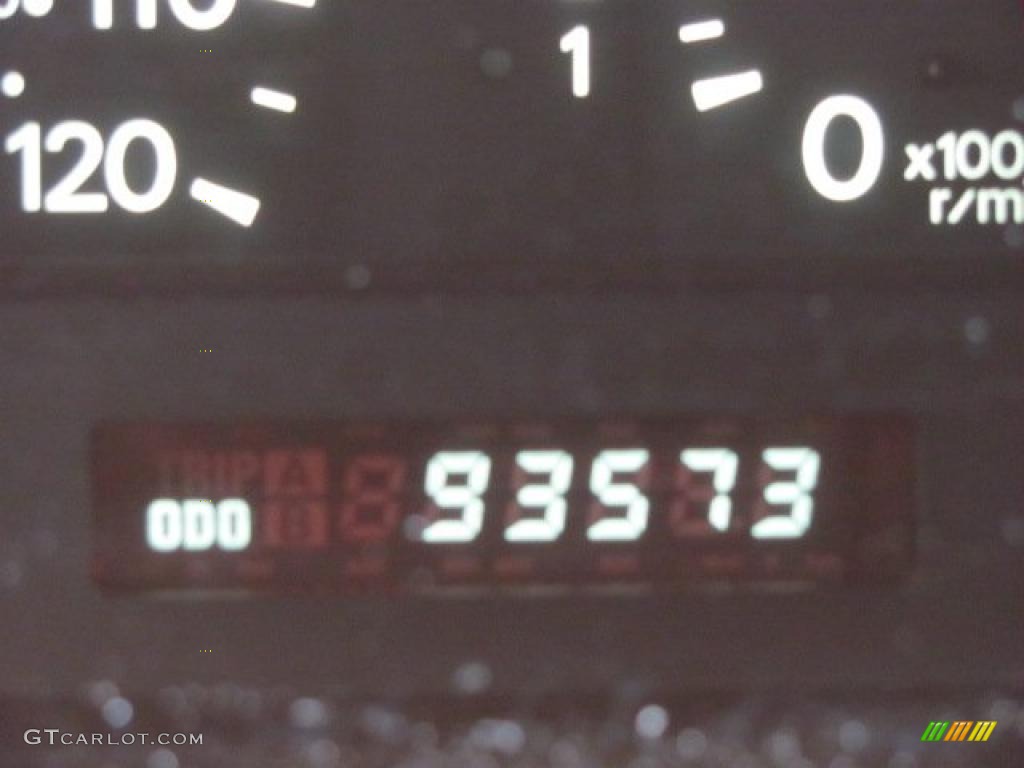 110
1
120
0
x100
r/m
TRIP A
ODO B 93573
GTCARLOT.COM